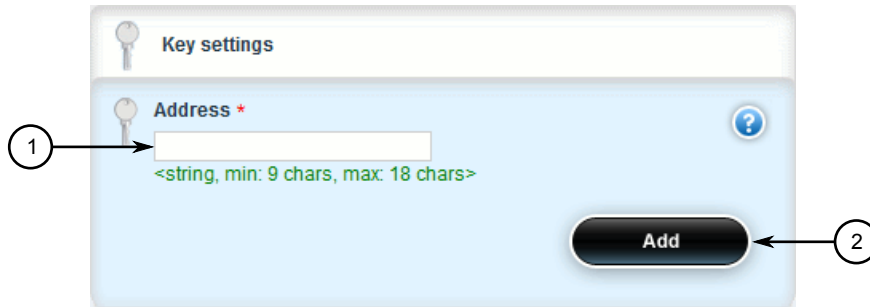 Key settings
Address *
1
<string, min: 9 chars, max: 18 chars>
Add
2
?